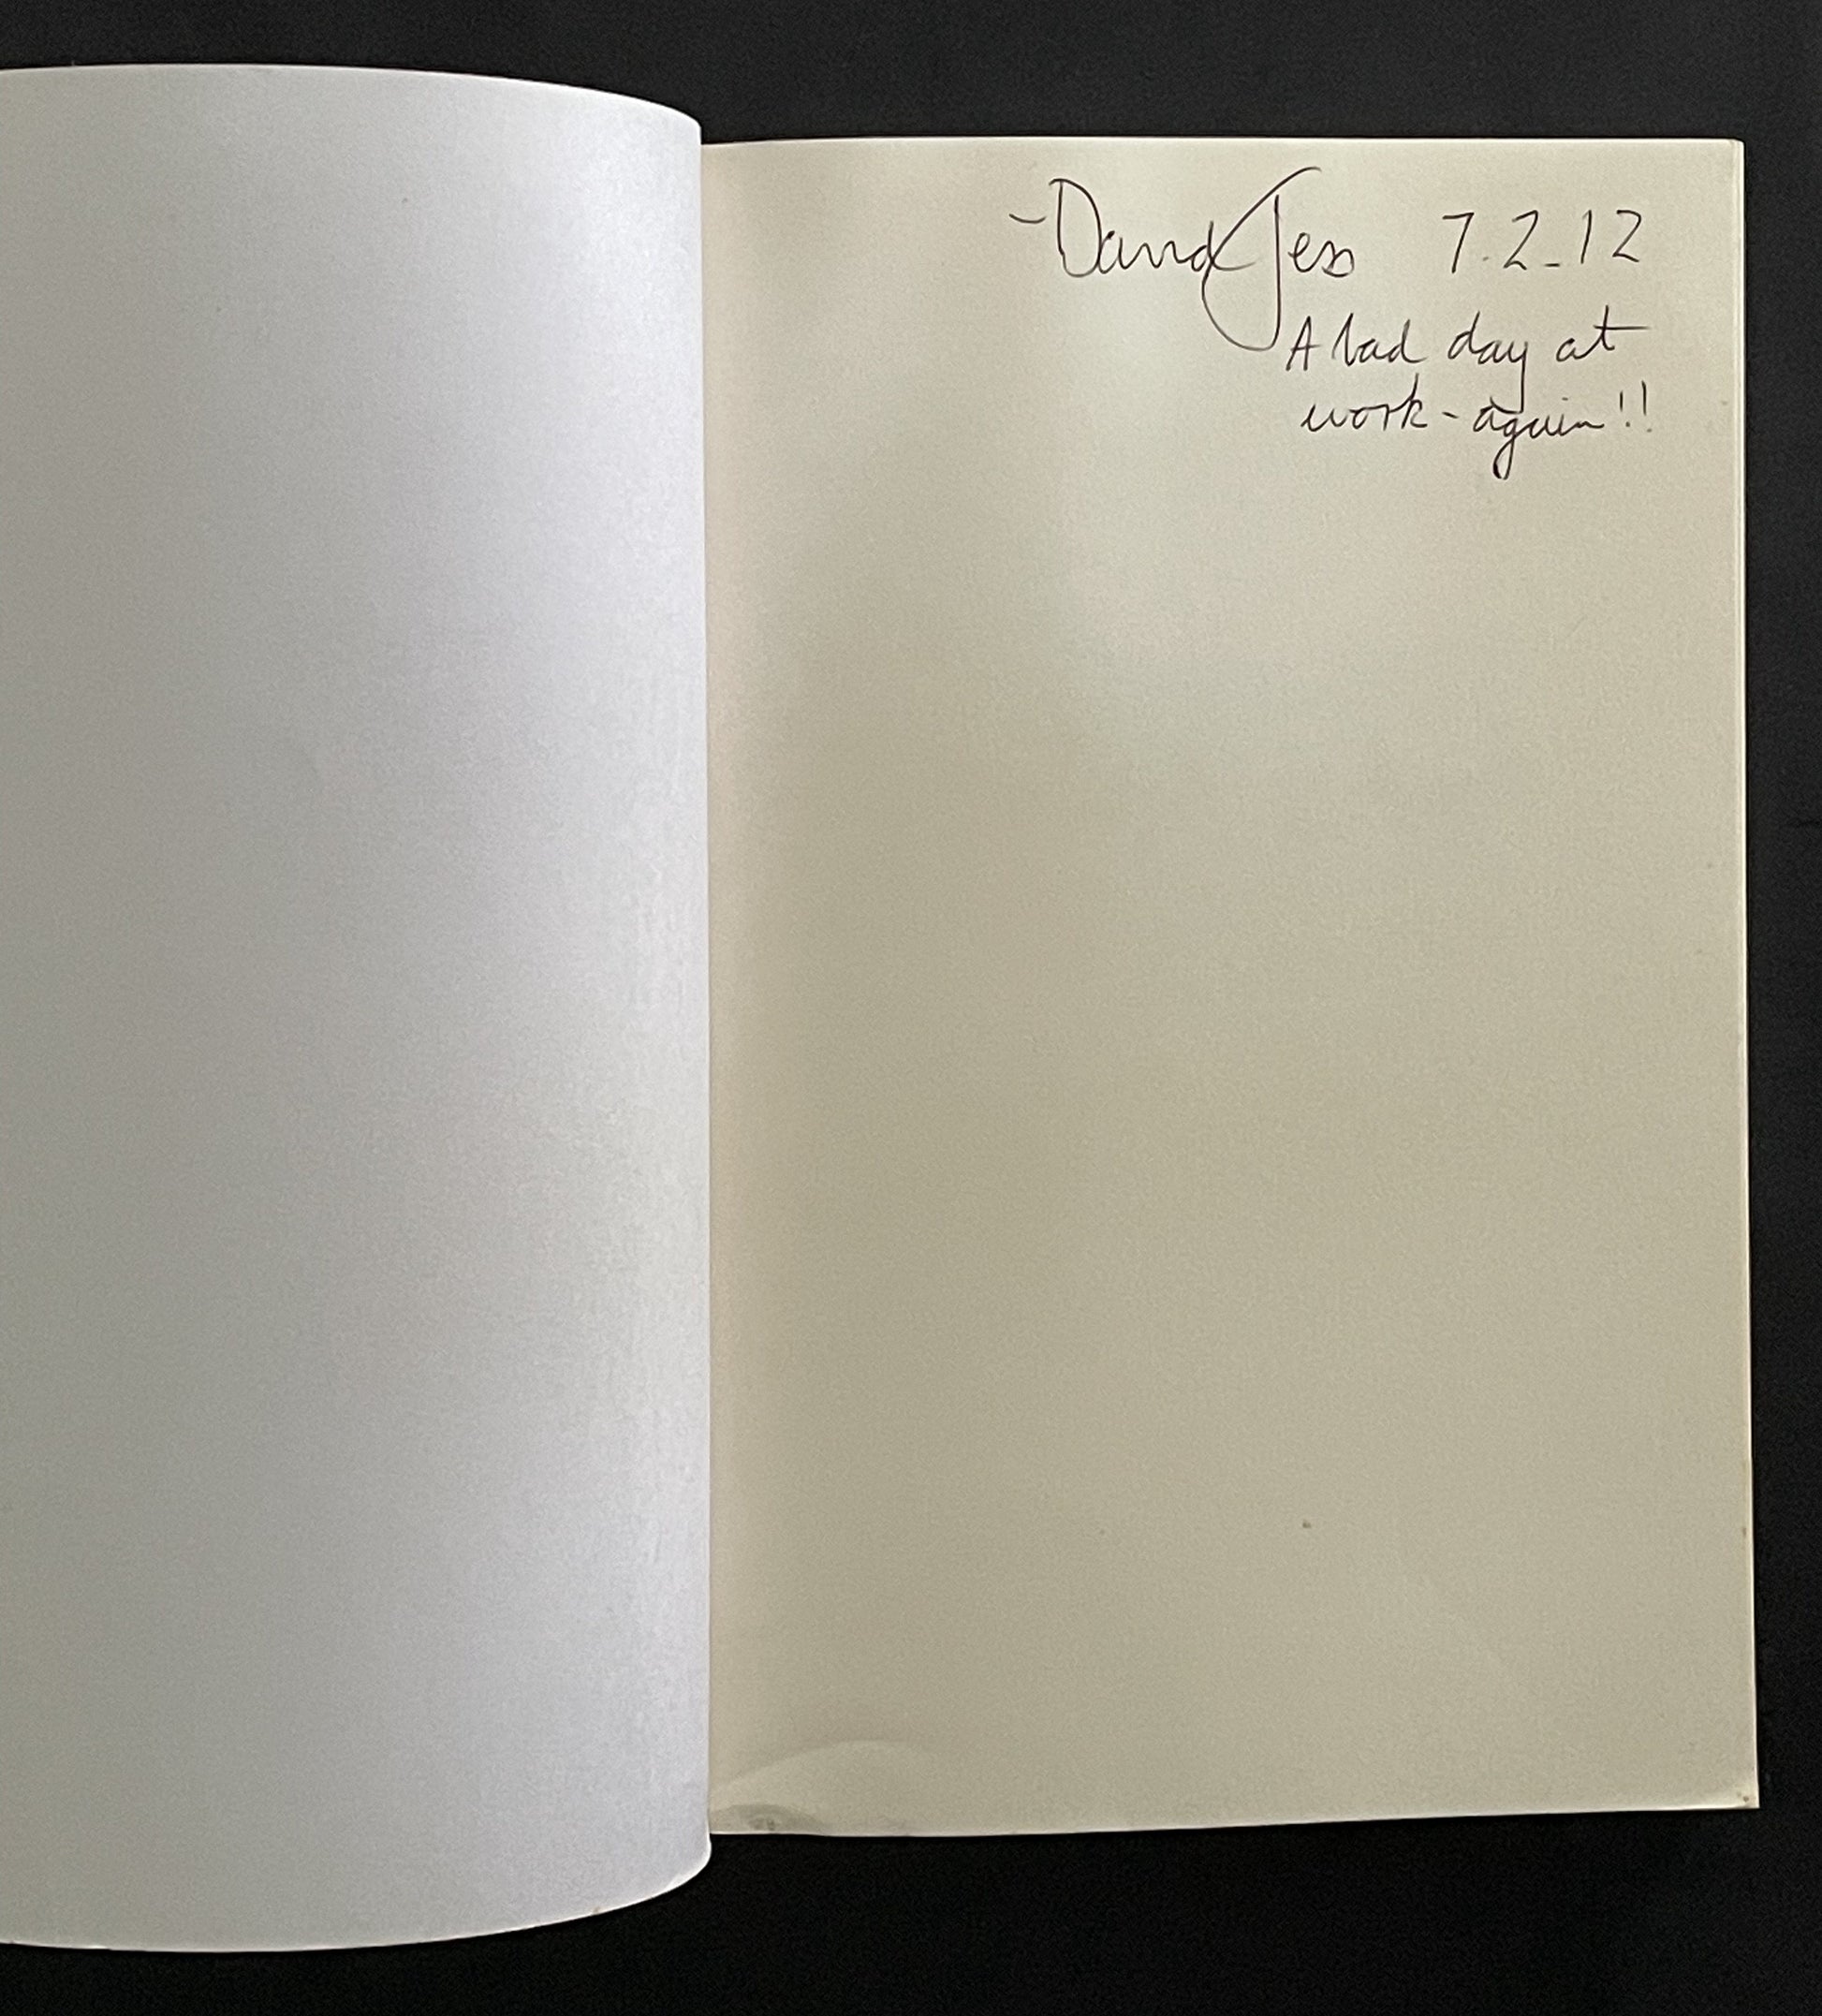 David Jess 7.2.12
A bad day at
work - again!!